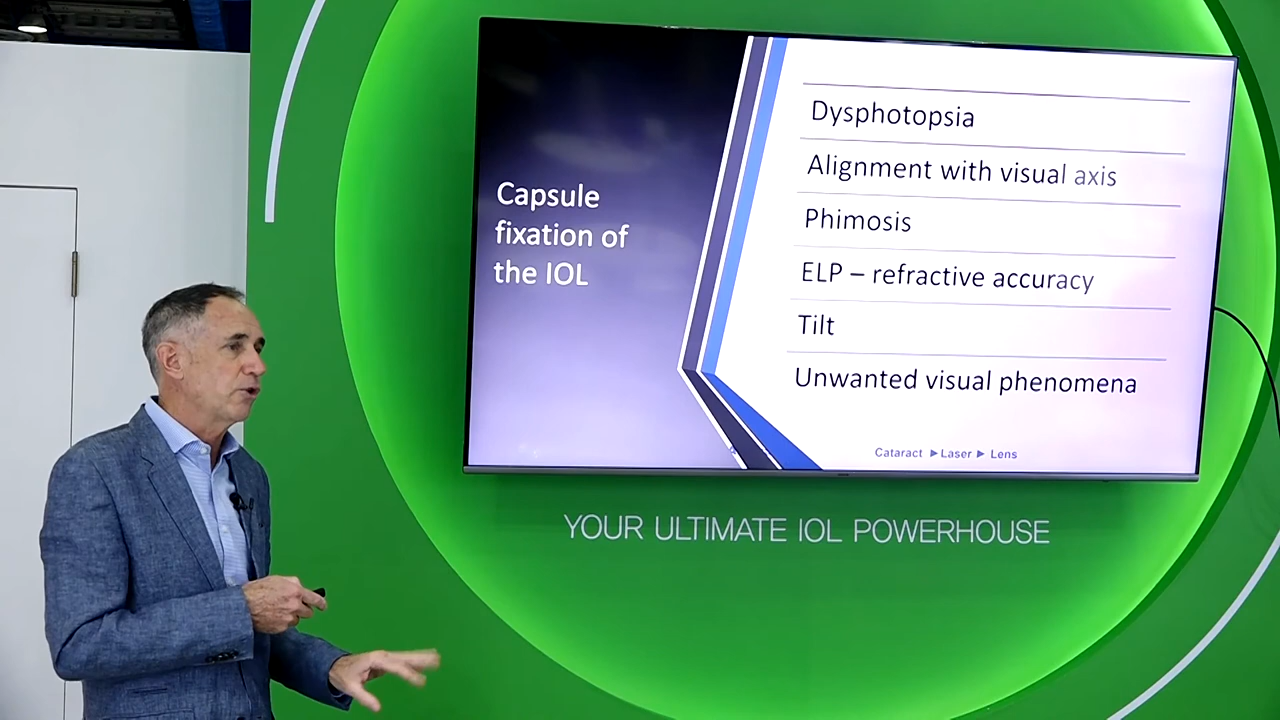 Capsule
fixation of
the IOL
Dysphotopsia
Alignment with visual axis
Phimosis
ELP – refractive accuracy
Tilt
Unwanted visual phenomena
Cataract ►Laser ► Lens
YOUR ULTIMATE IOL POWERHOUSE